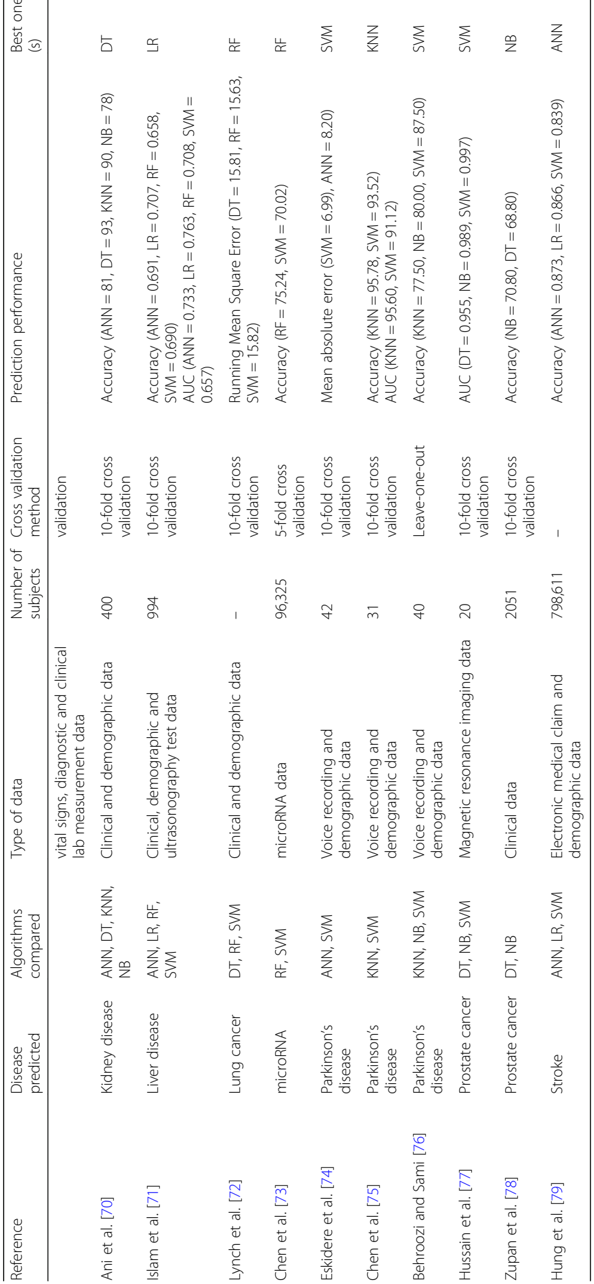 Reference Disease predicted Algorithms compared Type of data Number of subjects Cross validation method Prediction performance Best one (s)
vital signs, diagnostic and clinical lab measurement data validation
Ani et al. [70] Kidney disease ANN, DT, KNN, NB Clinical and demographic data 400 10-fold cross validation Accuracy (ANN = 81, DT = 93, KNN = 90, NB = 78) DT
Islam et al. [71] Liver disease ANN, LR, RF, SVM Clinical, demographic and ultrasonography test data 994 10-fold cross validation Accuracy (ANN = 0.691, LR = 0.707, RF = 0.658, SVM = 0.690) AUC (ANN = 0.733, LR = 0.763, RF = 0.708, SVM = 0.657) LR
Lynch et al. [72] Lung cancer DT, RF, SVM Clinical and demographic data – 10-fold cross validation Running Mean Square Error (DT = 15.81, RF = 15.63, SVM = 15.82) RF
Chen et al. [73] microRNA RF, SVM microRNA data 96,325 5-fold cross validation Accuracy (RF = 75.24, SVM = 70.02) RF
Eskidere et al. [74] Parkinson's disease ANN, SVM Voice recording and demographic data 42 10-fold cross validation Mean absolute error (SVM = 6.99), ANN = 8.20) SVM
Chen et al. [75] Parkinson's disease KNN, SVM Voice recording and demographic data 31 10-fold cross validation Accuracy (KNN = 95.78, SVM = 93.52) AUC (KNN = 95.60, SVM = 91.12) KNN
Behroozi and Sami [76] Parkinson's disease KNN, NB, SVM Voice recording and demographic data 40 Leave-one-out Accuracy (KNN = 77.50, NB = 80.00, SVM = 87.50) SVM
Hussain et al. [77] Prostate cancer DT, NB, SVM Magnetic resonance imaging data 20 10-fold cross validation AUC (DT = 0.955, NB = 0.989, SVM = 0.997) SVM
Zupan et al. [78] Prostate cancer DT, NB Clinical data 2051 10-fold cross validation Accuracy (NB = 70.80, DT = 68.80) NB
Hung et al. [79] Stroke ANN, LR, SVM Electronic medical claim and demographic data 798,611 – Accuracy (ANN = 0.873, LR = 0.866, SVM = 0.839) ANN